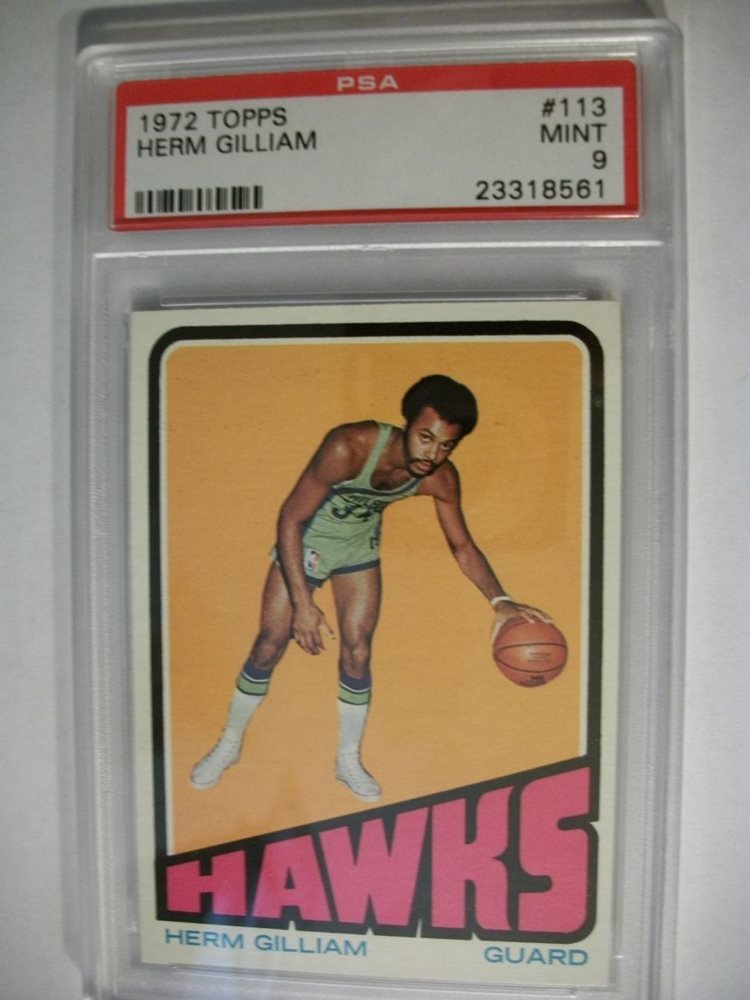 PSA
1972 TOPPS #113
HERM GILLIAM MINT
9
23318561
HAWKS
HERM GILLIAM GUARD